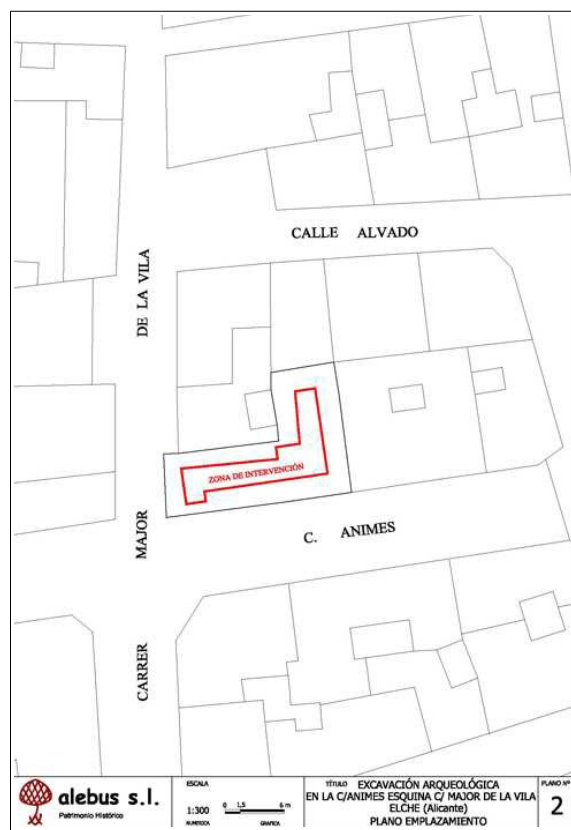 CALLE ALVADO
DE LA VILA
ZONA DE INTERVENCIÓN
MAJOR
C. ANIMES
CARRER
alebus s.l.
Patrimonio Histórico
ESCALA
1:300
NUMERICA
0 1,5 6 m
GRAFICA
TÍTULO EXCAVACIÓN ARQUEOLÓGICA
EN LA C/ANIMES ESQUINA C/ MAJOR DE LA VILA
ELCHE (Alicante)
PLANO EMPLAZAMIENTO
PLANO Nº
2